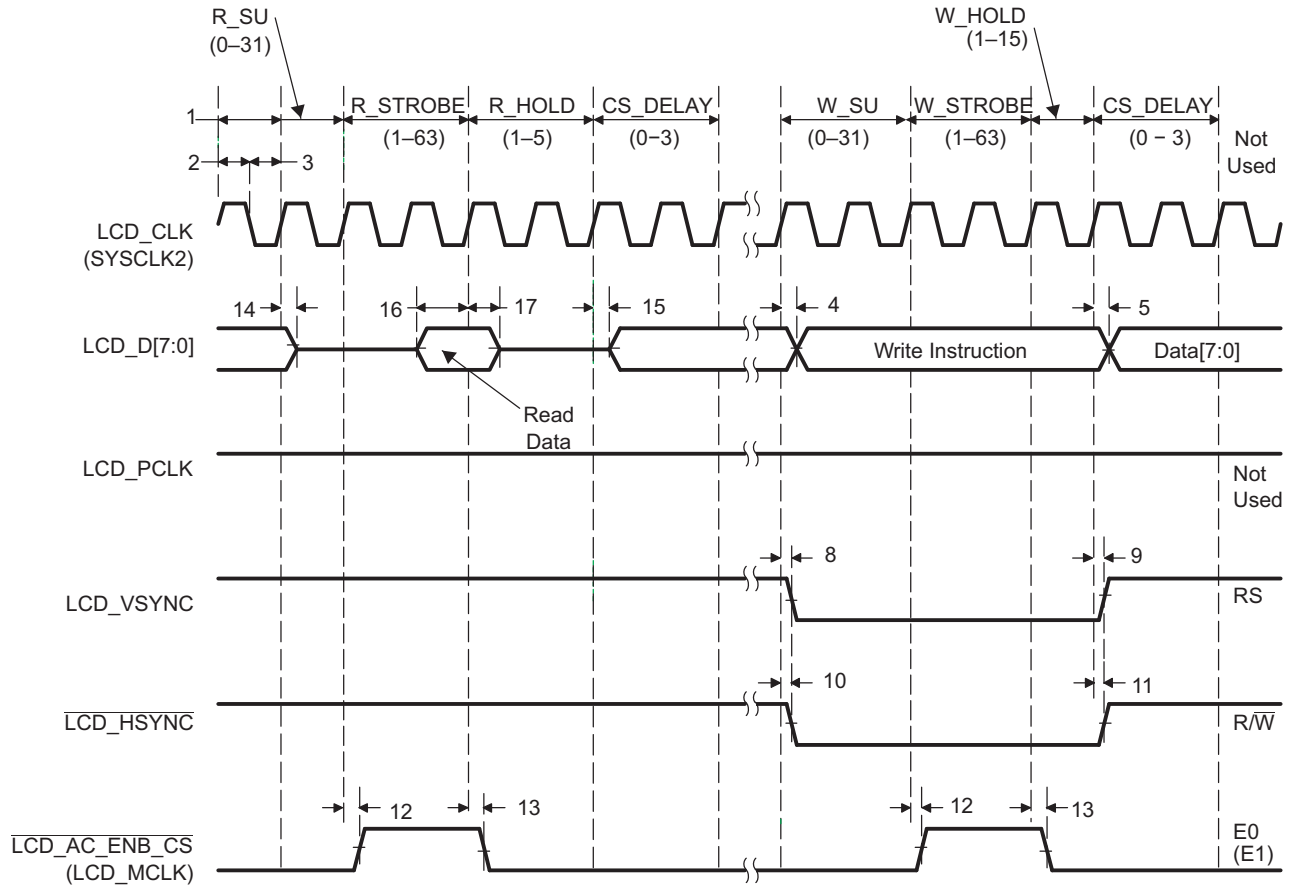 R_SU
(0–31)
W_HOLD
(1–15)
1
R_STROBE
(1–63)
R_HOLD
(1–5)
CS_DELAY
(0–3)
W_SU
(0–31)
W_STROBE
(1–63)
CS_DELAY
(0 − 3)
Not
Used
2
3
LCD_CLK
(SYSCLK2)
14
16
17
15
4
5
LCD_D[7:0]
Write Instruction
Data[7:0]
Read
Data
LCD_PCLK
Not
Used
8
9
LCD_VSYNC
RS
10
11
LCD_HSYNC
R/W
12
13
12
13
LCD_AC_ENB_CS
(LCD_MCLK)
E0
(E1)